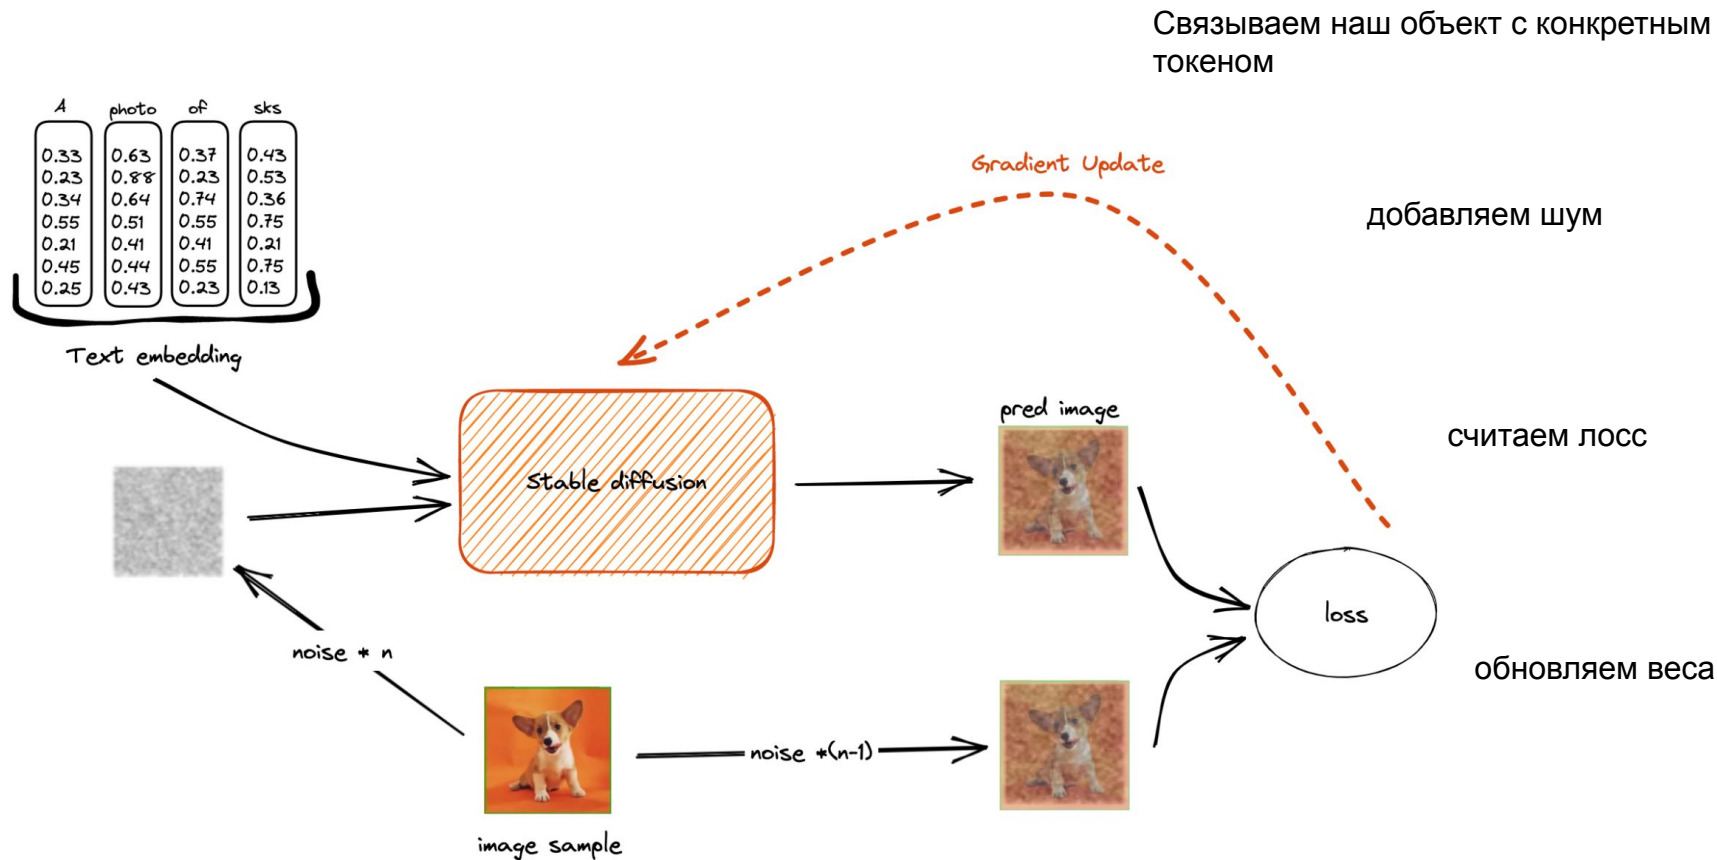 Связываем наш объект с конкретным
токеном
A photo of sks
0.33 0.63 0.37 0.43
0.23 0.88 0.23 0.53
0.34 0.64 0.74 0.36
0.55 0.51 0.55 0.75
0.21 0.41 0.41 0.21
0.45 0.44 0.55 0.75
0.25 0.43 0.23 0.13
Text embedding
Gradient Update
добавляем шум
Stable diffusion
pred image
считаем лосс
loss
noise * n
обновляем веса
noise *(n-1)
image sample